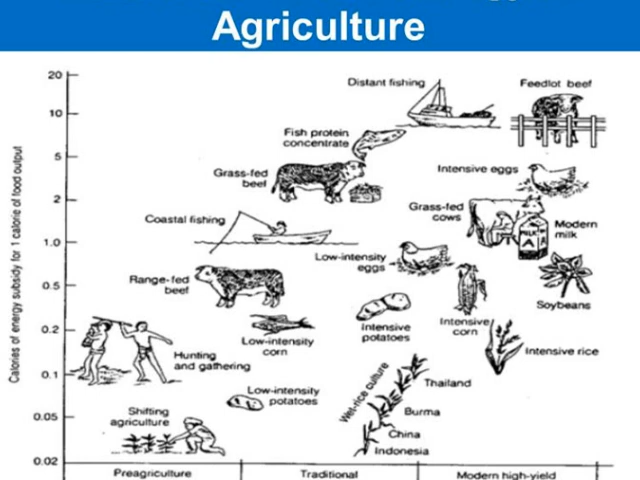 Agriculture
Calories of energy subsidy for 1 calorie of food output
20
10
5
2
1.0
0.5
0.2
0.1
0.05
0.02
Distant fishing
Feedlot beef
Fish protein
concentrate
Grass-fed
beef
Intensive eggs
Grass-fed
cows
Modern
milk
MILK
A
Coastal fishing
Low-intensity
eggs
Range-fed
beef
Soybeans
Intensive
potatoes
Intensive
corn
Low-intensity
corn
Intensive rice
Hunting
and gathering
Low-intensity
potatoes
Wet-rice culture
Thailand
Burma
China
Indonesia
Shifting
agriculture
Preagriculture
Traditional
Modern high-yield